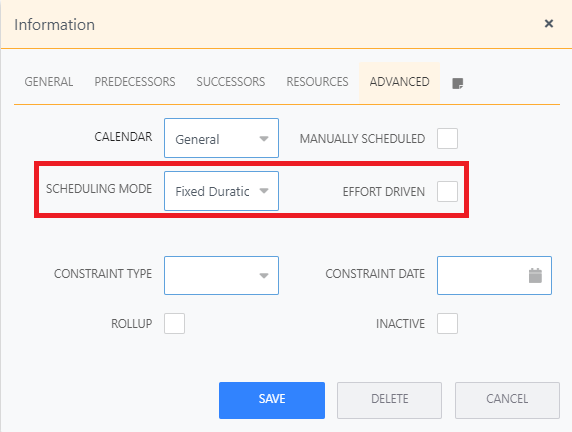 Information
GENERAL PREDECESSORS SUCCESSORS RESOURCES ADVANCED
CALENDAR General MANUALLY SCHEDULED
SCHEDULING MODE Fixed Duratic EFFORT DRIVEN
CONSTRAINT TYPE CONSTRAINT DATE
ROLLUP INACTIVE
SAVE DELETE CANCEL